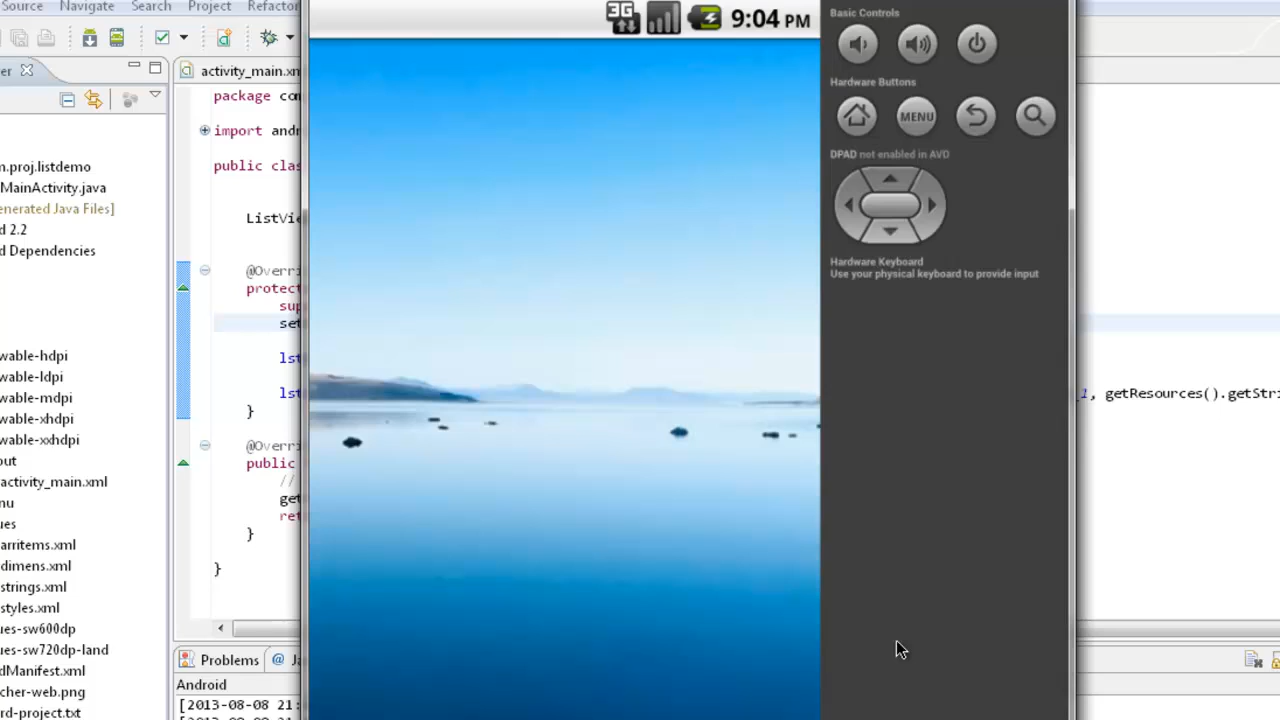 Source Navigate Search Project Refactor
3G 9:04 PM
Basic Controls
Hardware Buttons
MENU
DPAD not enabled in AVD
Hardware Keyboard
Use your physical keyboard to provide input
er
m.proj.listdemo
MainActivity.java
enerated Java Files]
d 2.2
d Dependencies
wable-hdpi
wable-ldpi
wable-mdpi
wable-xhdpi
wable-xxhdpi
out
activity_main.xml
nu
ues
arritems.xml
dimens.xml
strings.xml
styles.xml
ues-sw600dp
ues-sw720dp-land
dManifest.xml
cher-web.png
rd-project.txt
activity_main.xm
package com
import andr
public clas
ListVie
@Overri
protect
sup
set
lst
lst
_1, getResources().getStri
}
@Overri
public
//
get
ret
}
}
Problems @ Ja
Android
[2013-08-08 21: